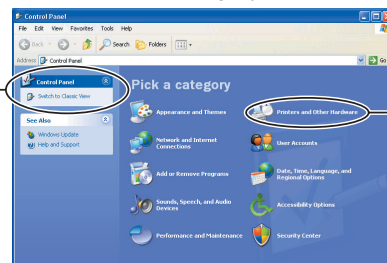 Control Panel
File Edit View Favorites Tools Help
Back Search Folders
Address Control Panel Go
Control Panel
Switch to Classic View
See Also
Windows Update
Help and Support
Pick a category
Appearance and Themes
Printers and Other Hardware
Network and Internet Connections
User Accounts
Add or Remove Programs
Date, Time, Language, and Regional Options
Sounds, Speech, and Audio Devices
Accessibility Options
Performance and Maintenance
Security Center